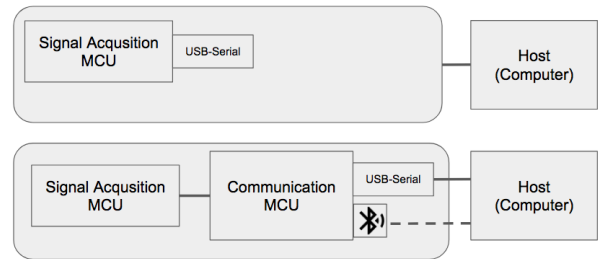 Signal Acqusition
MCU
USB-Serial
Host
(Computer)
Signal Acqusition
MCU
Communication
MCU
USB-Serial
Host
(Computer)